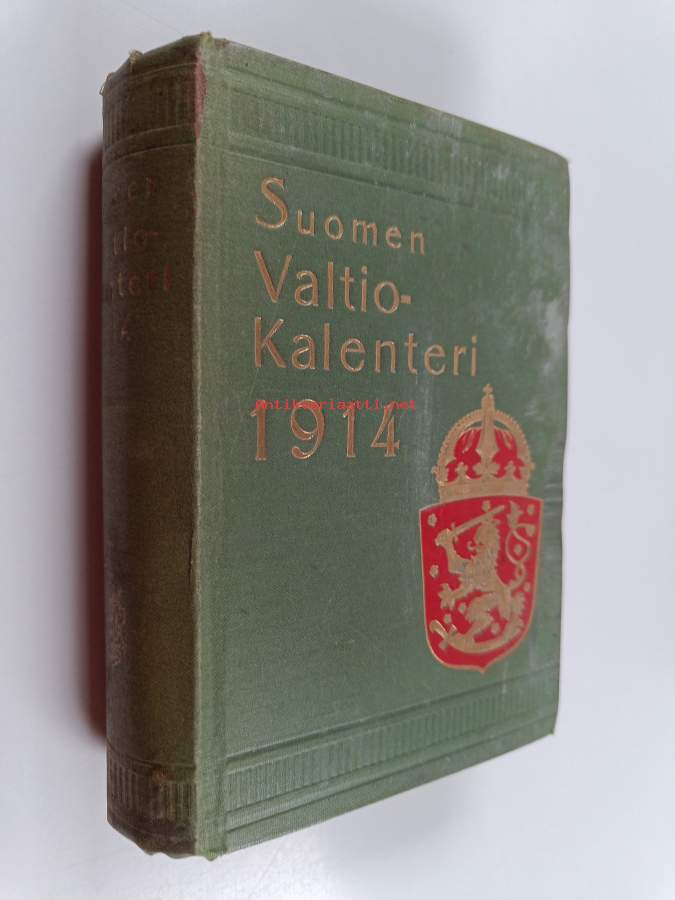 Suomen
Valtio-
Kalenteri
1914
antikvariaatti.net